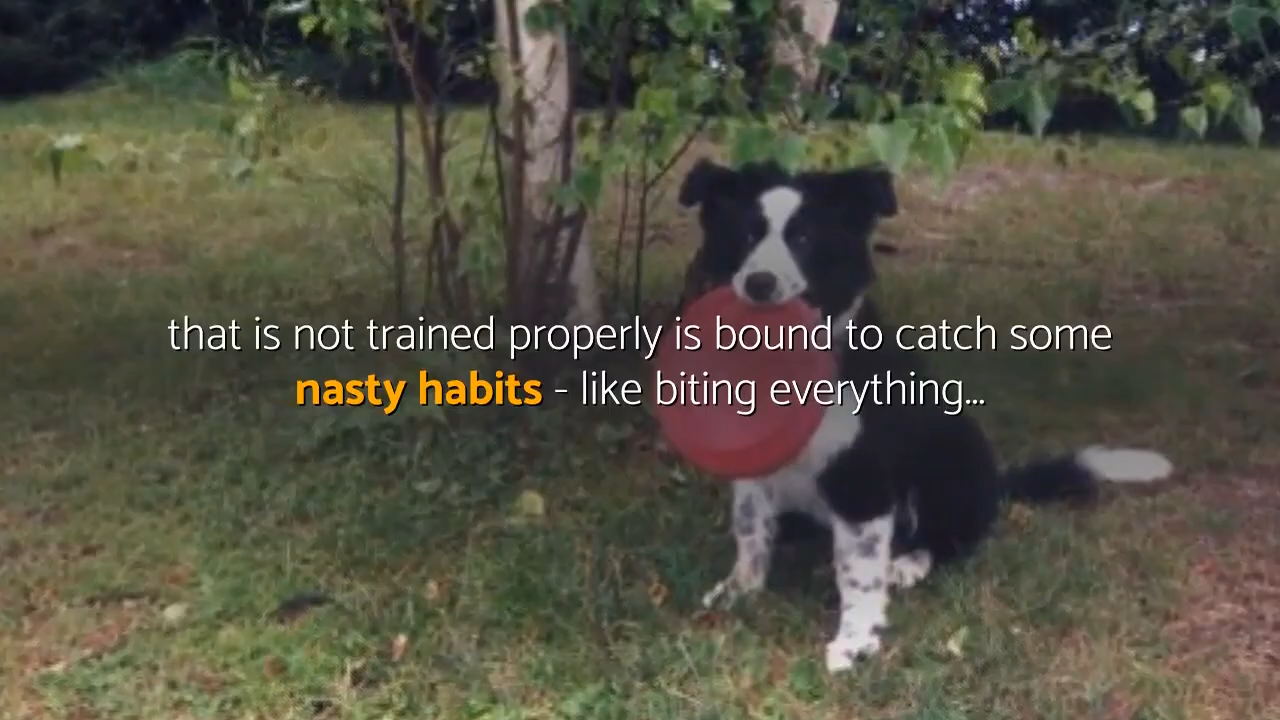 that is not trained properly is bound to catch some
nasty habits - like biting everything...